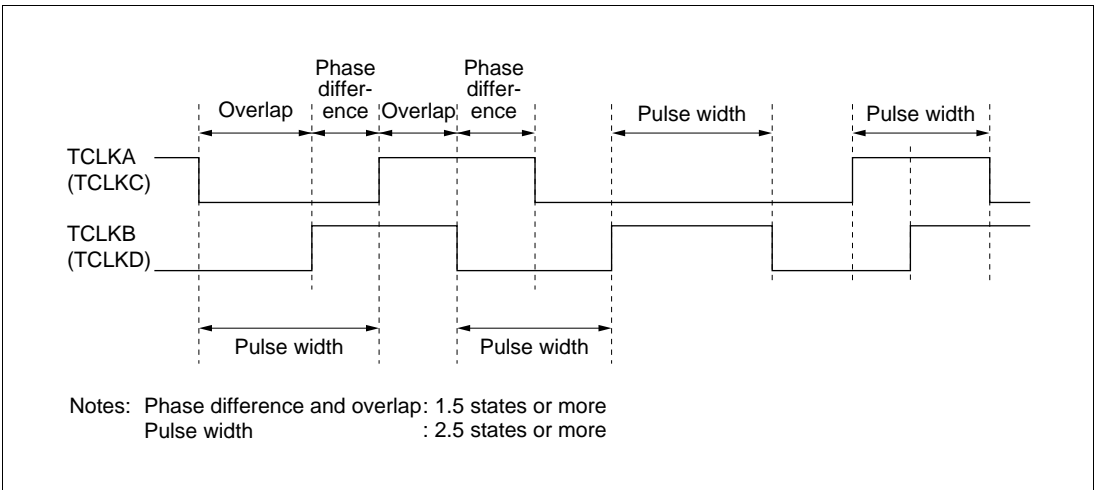 Phase
differ-
ence
Phase
differ-
ence
Overlap
Overlap
Pulse width
Pulse width
TCLKA
(TCLKC)
TCLKB
(TCLKD)
Pulse width
Pulse width
Notes: Phase difference and overlap: 1.5 states or more
Pulse width : 2.5 states or more